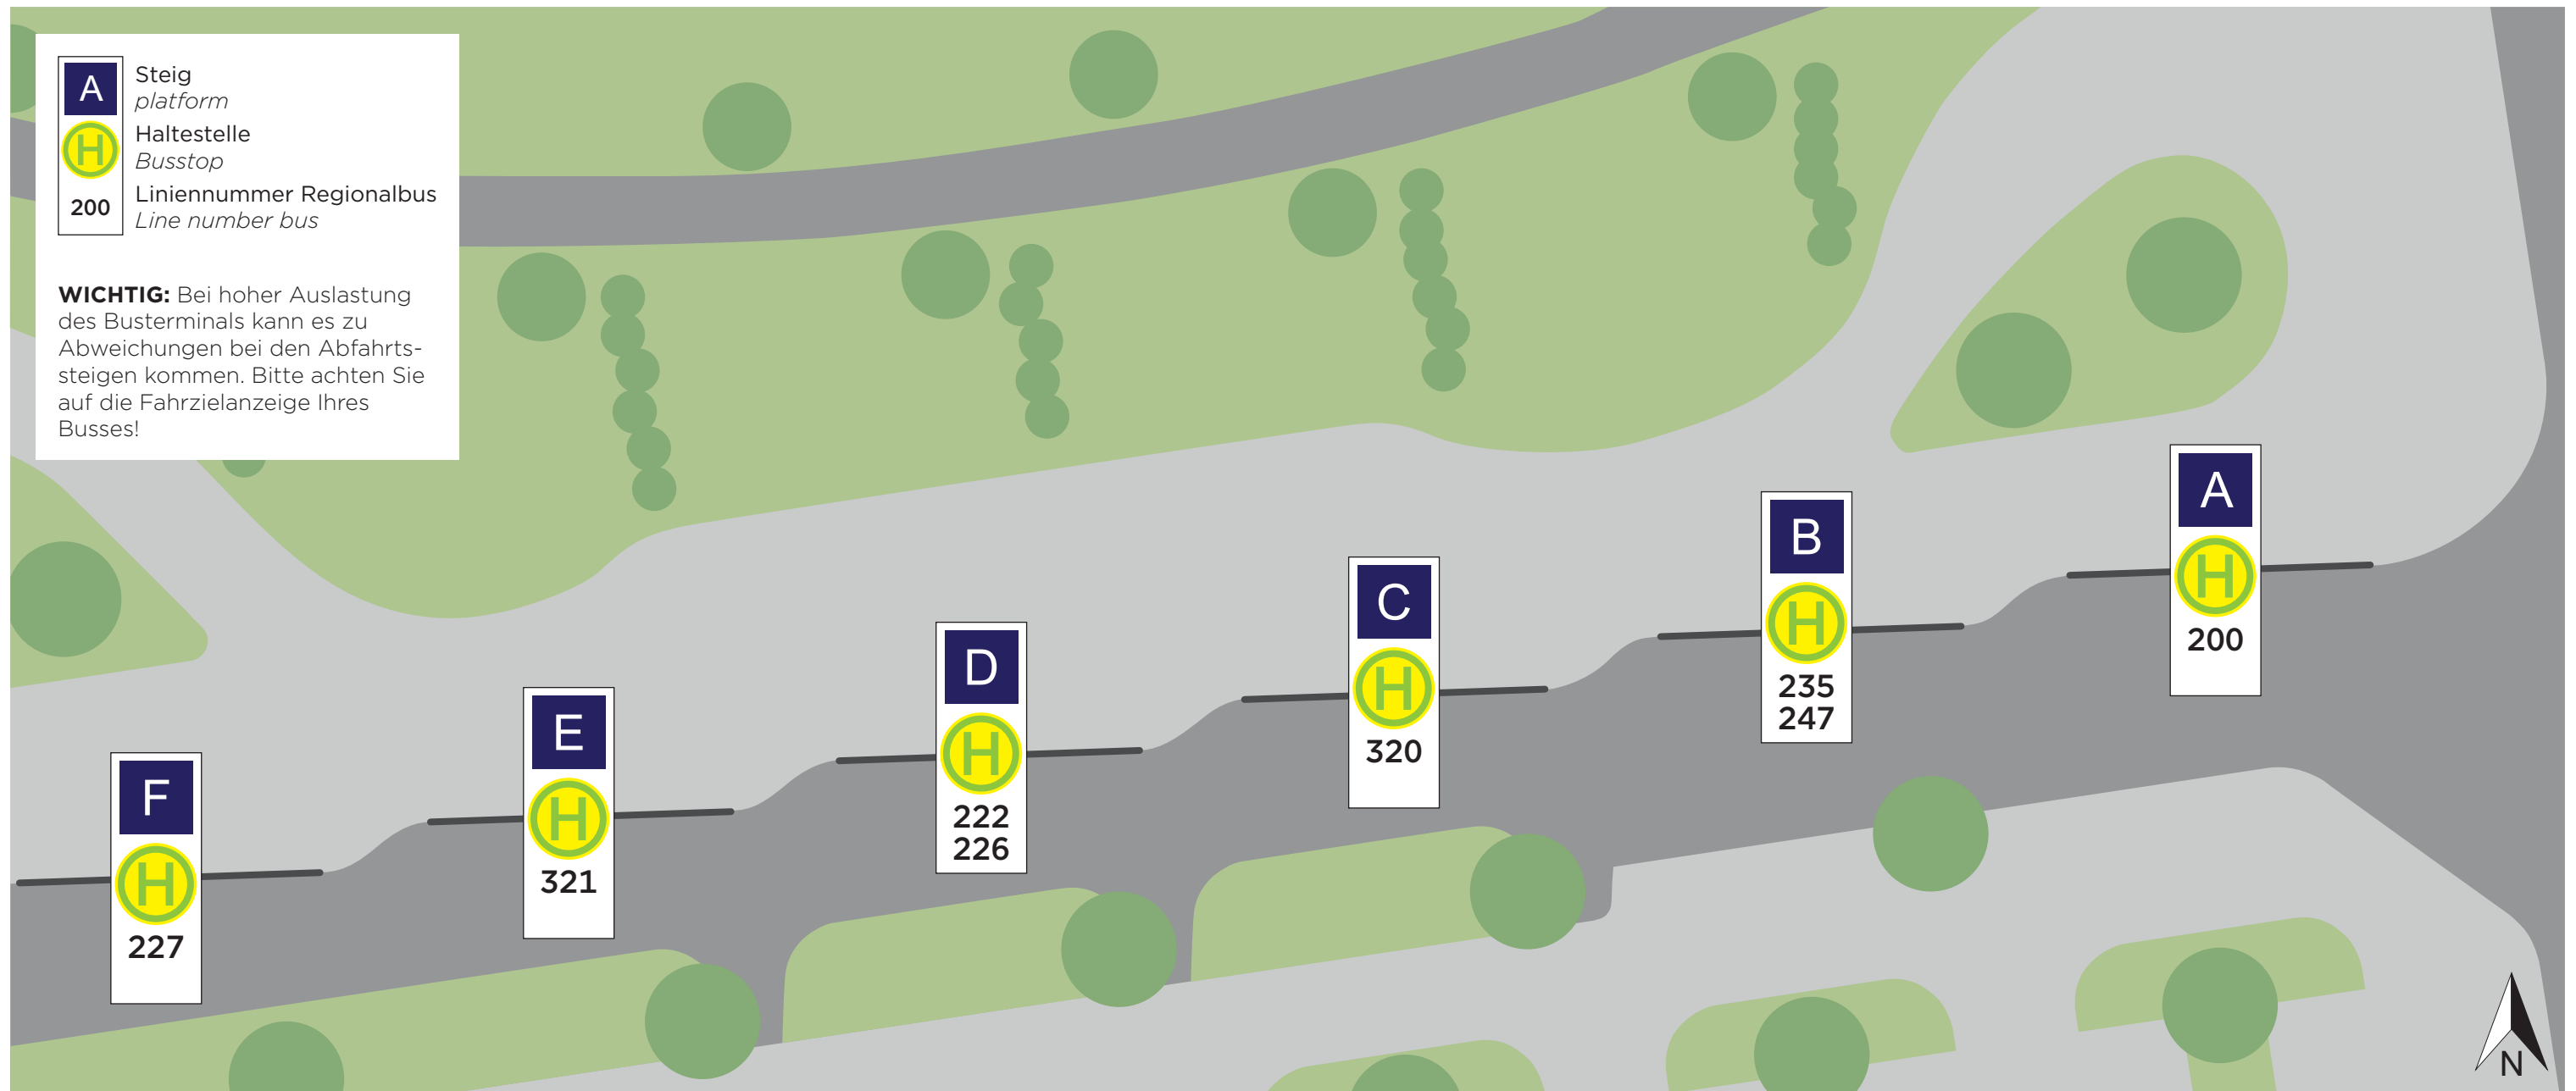 A
Steig
platform
H
Haltestelle
Busstop
200
Liniennummer Regionalbus
Line number bus
WICHTIG: Bei hoher Auslastung
des Busterminals kann es zu
Abweichungen bei den Abfahrts-
steigen kommen. Bitte achten Sie
auf die Fahrzielanzeige Ihres
Busses!
F
H
227
E
H
321
D
H
222
226
C
H
320
B
H
235
247
A
H
200
N